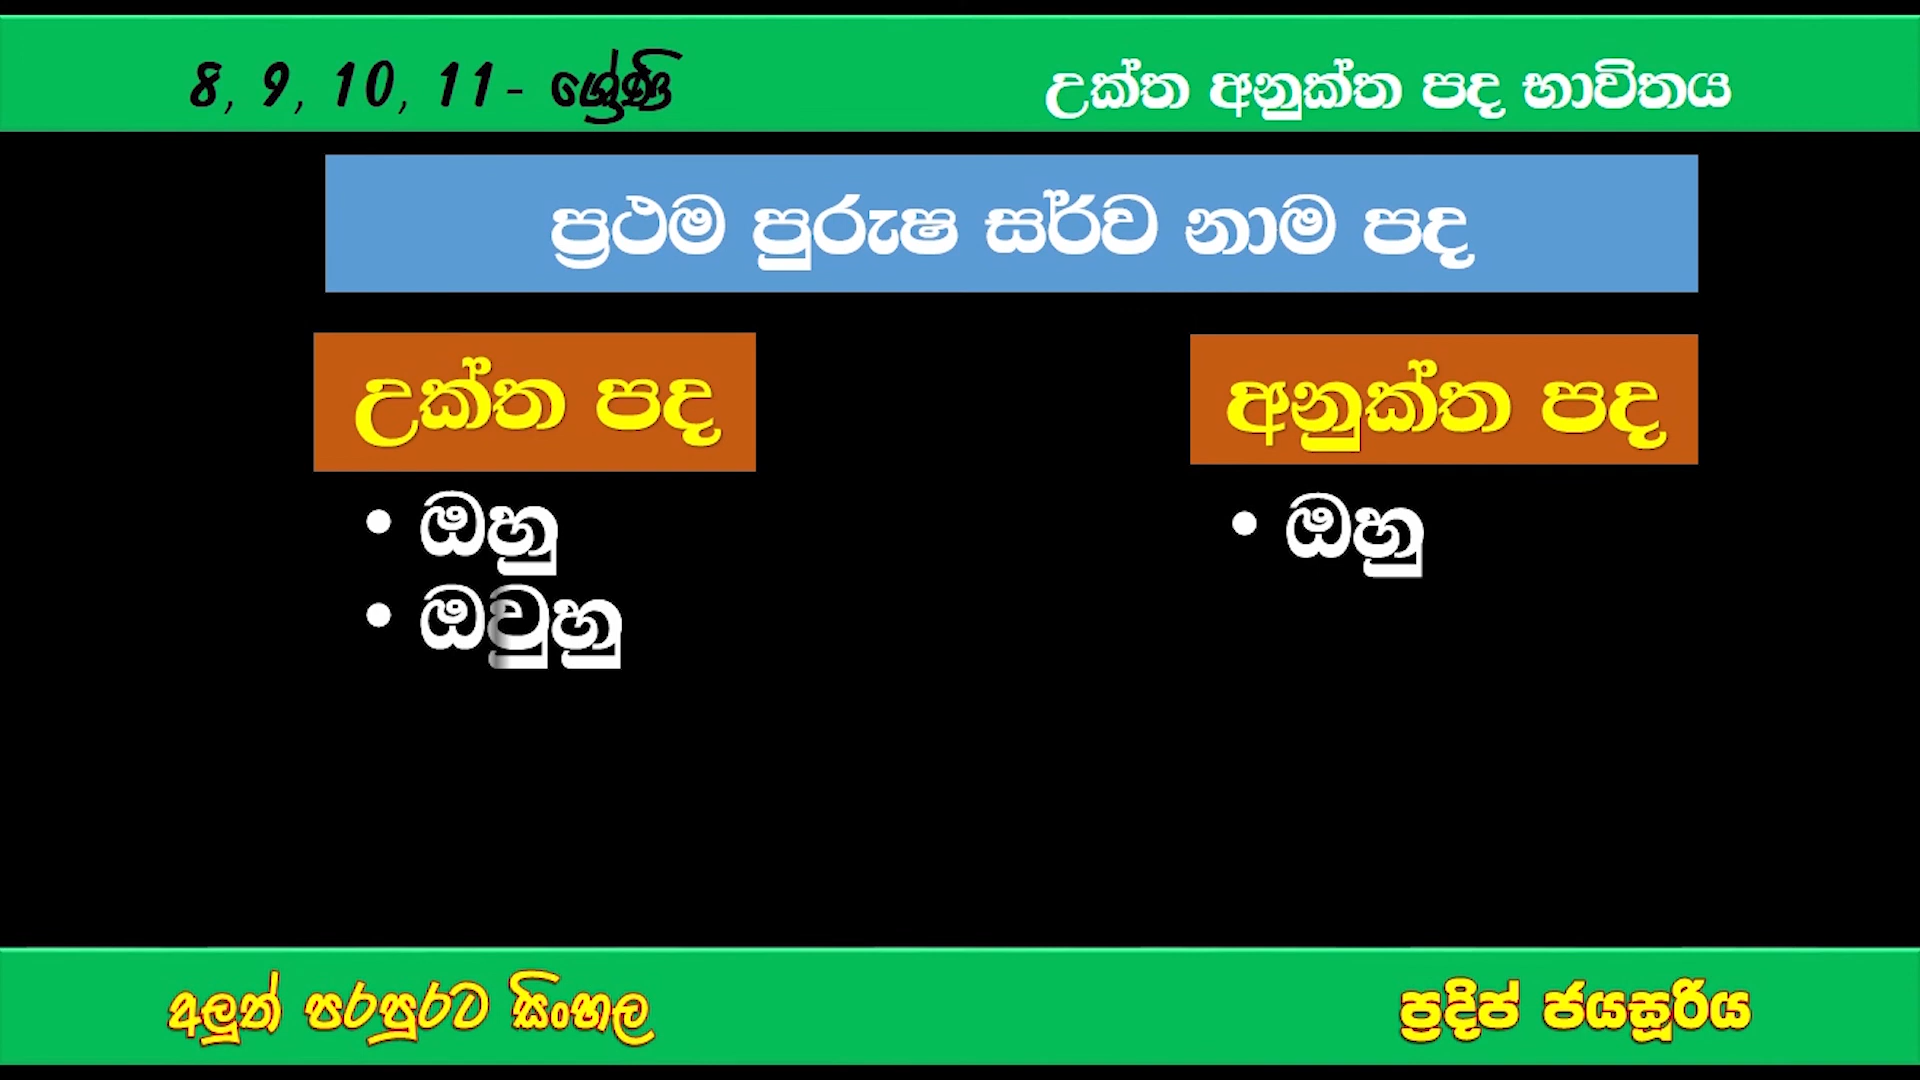 8, 9, 10, 11- ශ්‍රේණි
උක්ත අනුක්ත පද භාවිතය
ප්‍රථම පුරුෂ සර්ව නාම පද
උක්ත පද
• ඔහු
• ඔවුහු
අනුක්ත පද
• ඔහු
අලුත් පරපුරට සිංහල
ප්‍රදිප් ජයසූරිය